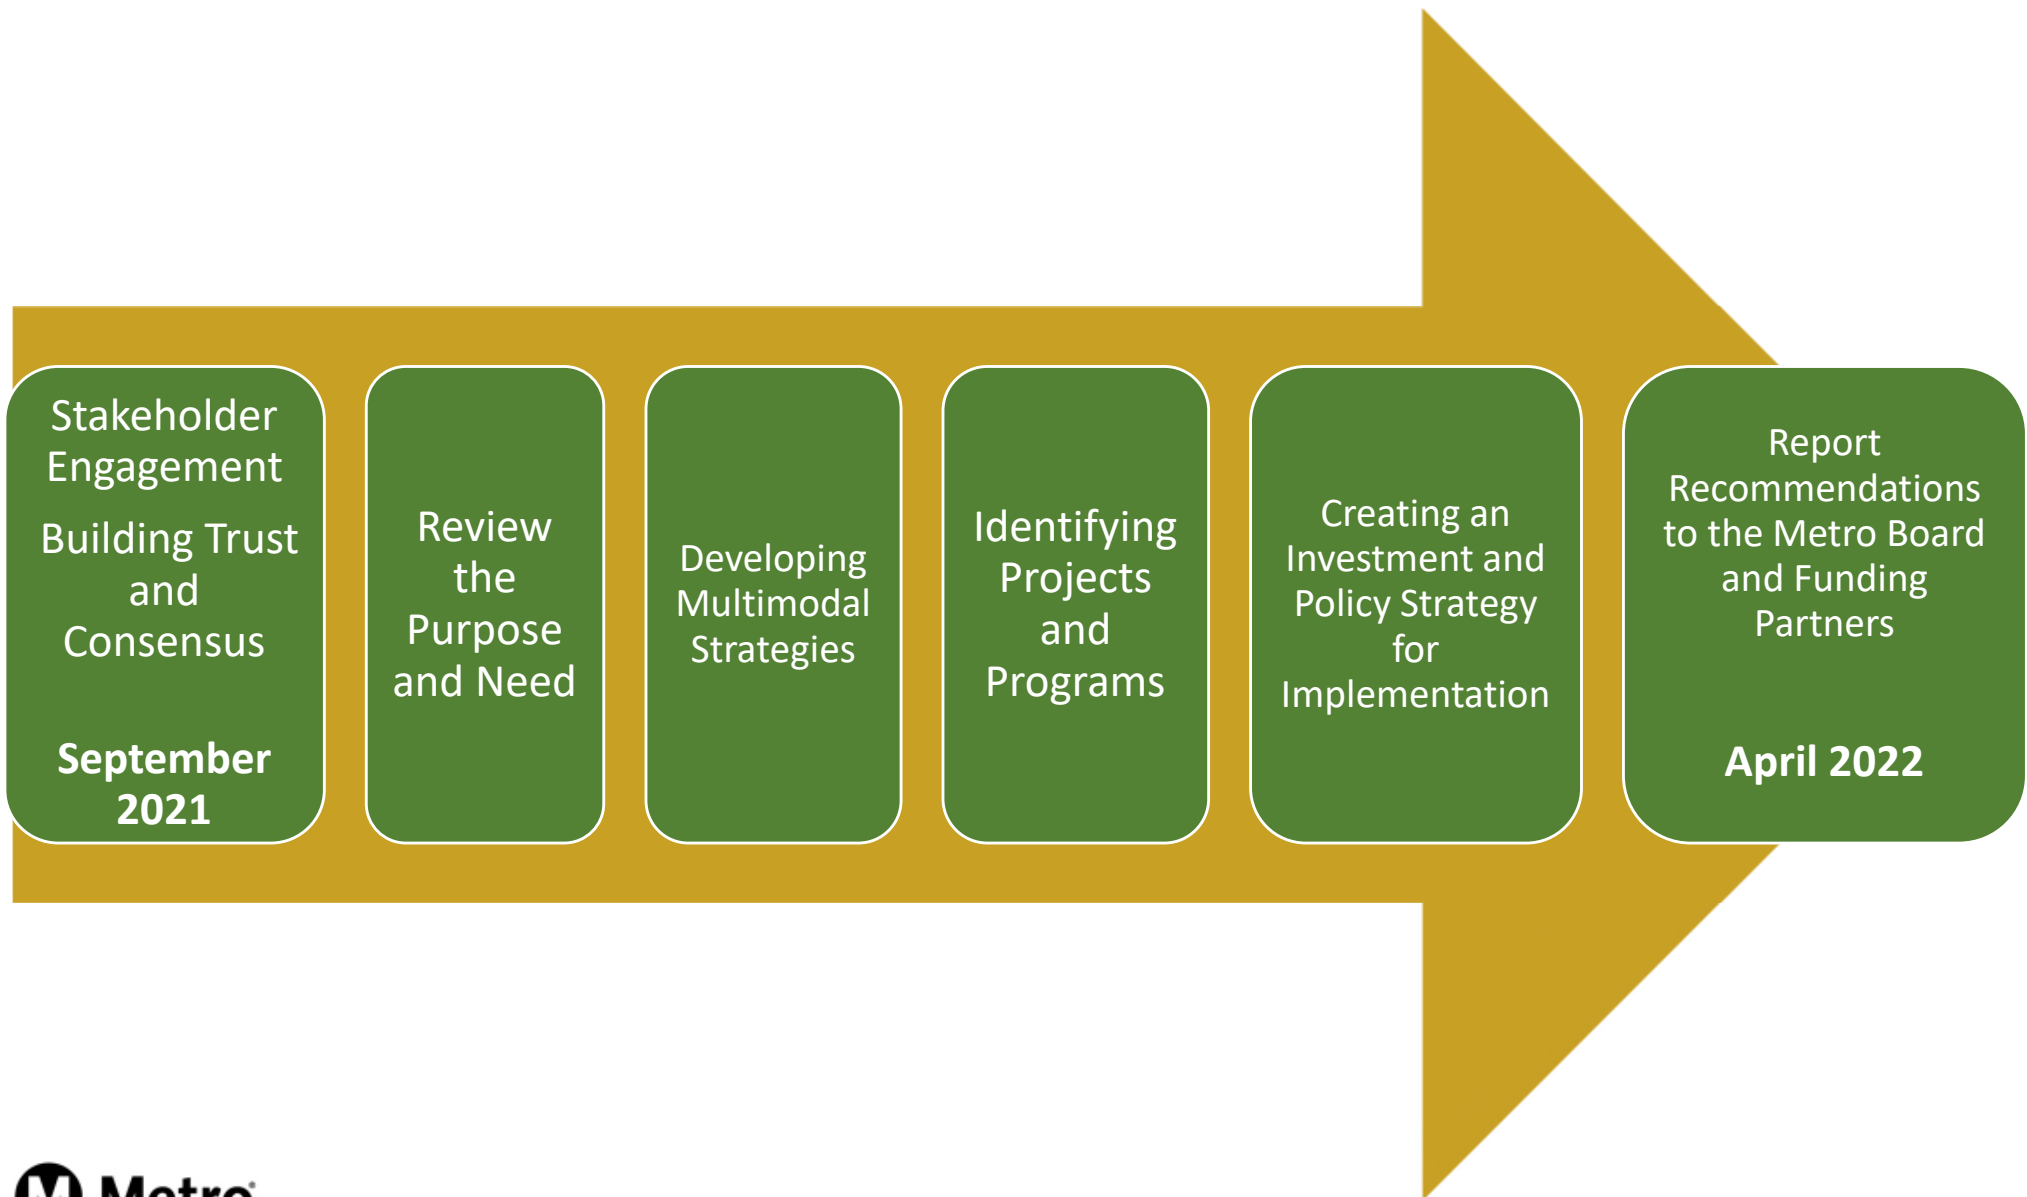 Stakeholder
Engagement
Building Trust
and
Consensus
September
2021
Review
the
Purpose
and Need
Developing
Multimodal
Strategies
Identifying
Projects
and
Programs
Creating an
Investment and
Policy Strategy
for
Implementation
Report
Recommendations
to the Metro Board
and Funding
Partners
April 2022
M Metro